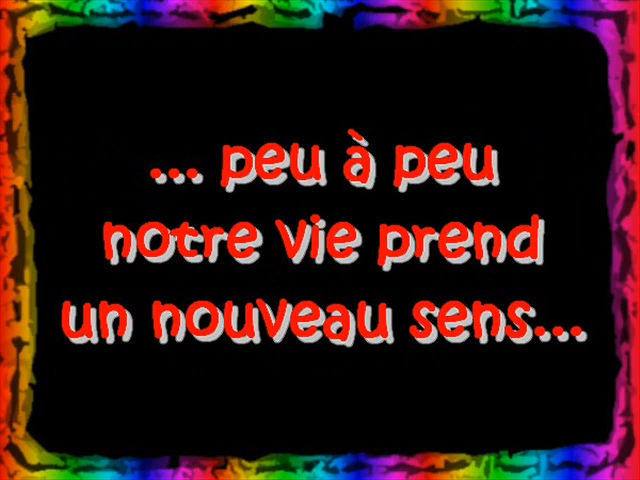 ... peu à peu
notre vie prend
un nouveau sens...